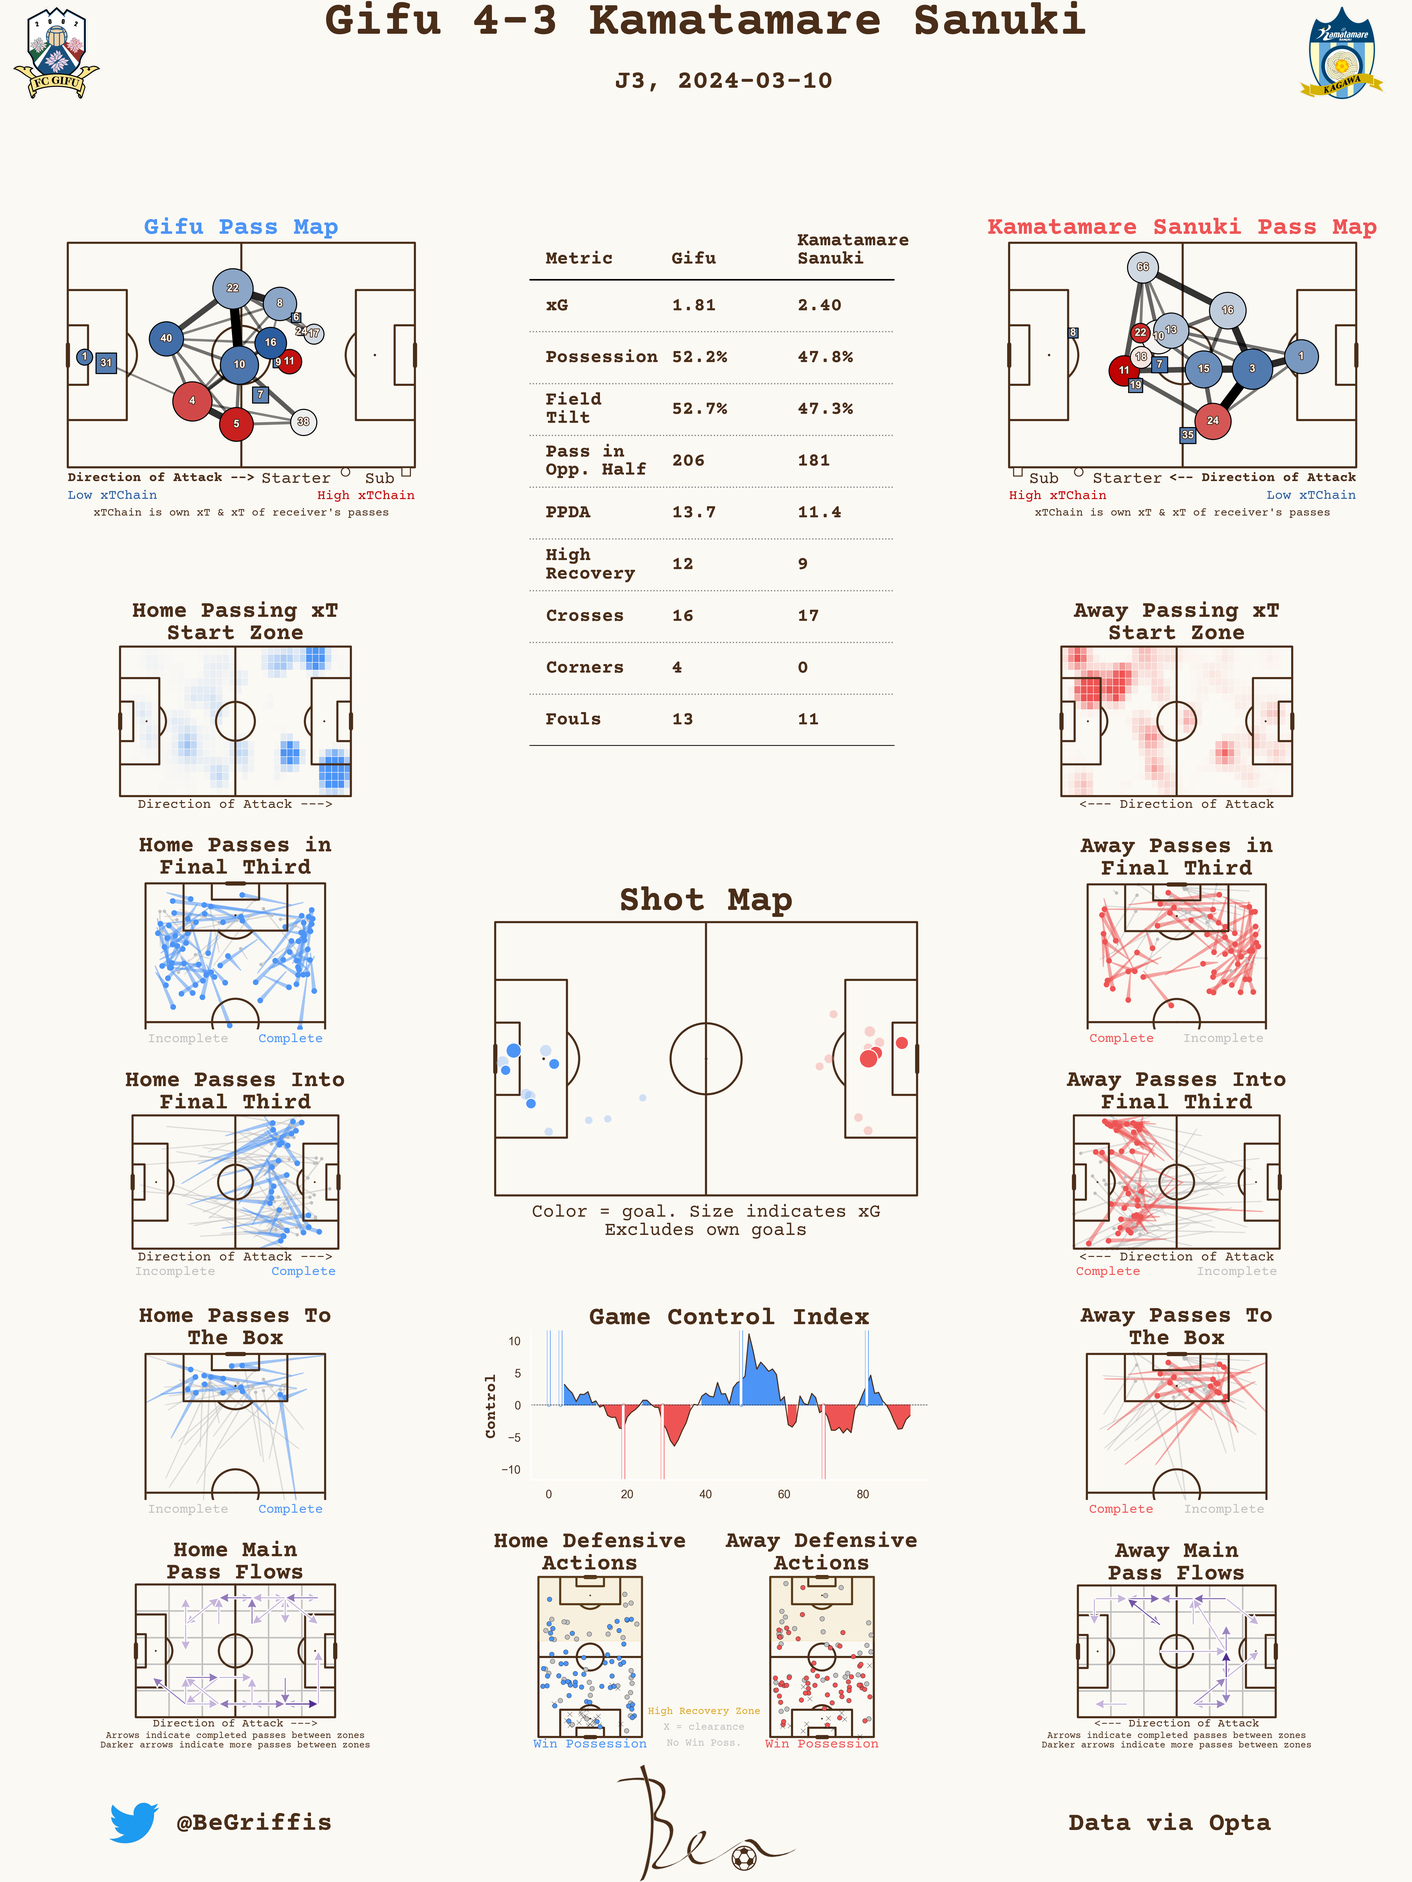 Gifu 4-3 Kamatamare Sanuki
J3, 2024-03-10
FC GIFU
Kamatamare
SANUKI
KAGAWA
Gifu Pass Map
22
8
6
24
17
40
16
1
31
10
9
11
7
4
5
38
Direction of Attack --> Starter Sub
Low xTChain High xTChain
xTChain is own xT & xT of receiver's passes
Metric Gifu Kamatamare Sanuki
xG 1.81 2.40
Possession 52.2% 47.8%
Field Tilt 52.7% 47.3%
Pass in Opp. Half 206 181
PPDA 13.7 11.4
High Recovery 12 9
Crosses 16 17
Corners 4 0
Fouls 13 11
Kamatamare Sanuki Pass Map
66
16
8
22
10
13
18
7
1
11
15
3
19
24
35
Sub Starter <-- Direction of Attack
High xTChain Low xTChain
xTChain is own xT & xT of receiver's passes
Home Passing xT
Start Zone
Direction of Attack --->
Away Passing xT
Start Zone
<--- Direction of Attack
Home Passes in
Final Third
Incomplete Complete
Away Passes in
Final Third
Complete Incomplete
Shot Map
Color = goal. Size indicates xG
Excludes own goals
Home Passes Into
Final Third
Direction of Attack --->
Incomplete Complete
Away Passes Into
Final Third
<--- Direction of Attack
Complete Incomplete
Home Passes To
The Box
Incomplete Complete
Game Control Index
Control
10
5
0
−5
−10
0 20 40 60 80
Away Passes To
The Box
Complete Incomplete
Home Main
Pass Flows
Direction of Attack --->
Arrows indicate completed passes between zones
Darker arrows indicate more passes between zones
Home Defensive
Actions
Win Possession
Away Defensive
Actions
Win Possession
High Recovery Zone
X = clearance
No Win Poss.
Away Main
Pass Flows
<--- Direction of Attack
Arrows indicate completed passes between zones
Darker arrows indicate more passes between zones
@BeGriffis
Ben
Data via Opta